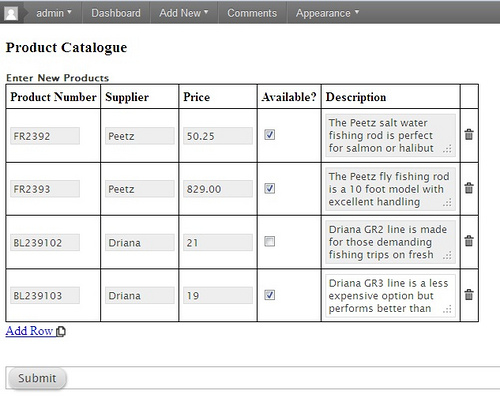 admin Dashboard Add New Comments Appearance
Product Catalogue
Enter New Products
Product Number Supplier Price Available? Description
FR2392 Peetz 50.25 The Peetz salt water
fishing rod is perfect
for salmon or halibut
FR2393 Peetz 829.00 The Peetz fly fishing rod
is a 10 foot model with
excellent handling
BL239102 Driana 21 Driana GR2 line is made
for those demanding
fishing trips on fresh
BL239103 Driana 19 Driana GR3 line is a less
expensive option but
performs better than
Add Row
Submit